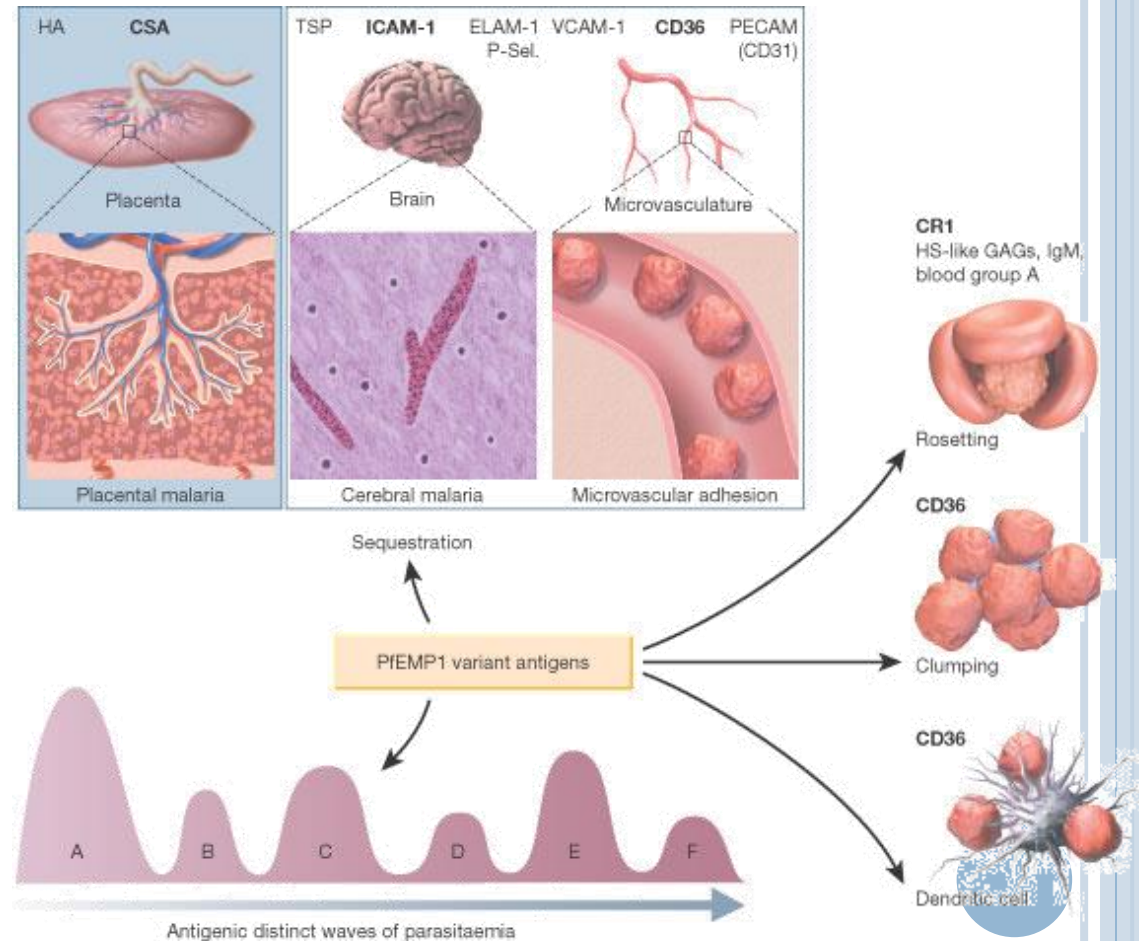 HA
CSA
TSP
ICAM-1
ELAM-1
P-Sel.
VCAM-1
CD36
PECAM
(CD31)
Placenta
Brain
Microvasculature
Placental malaria
Cerebral malaria
Microvascular adhesion
CR1
HS-like GAGs, IgM,
blood group A
Rosetting
Sequestration
CD36
Clumping
PfEMP1 variant antigens
CD36
Dendritic cell
A
B
C
D
E
F
Antigenic distinct waves of parasitaemia